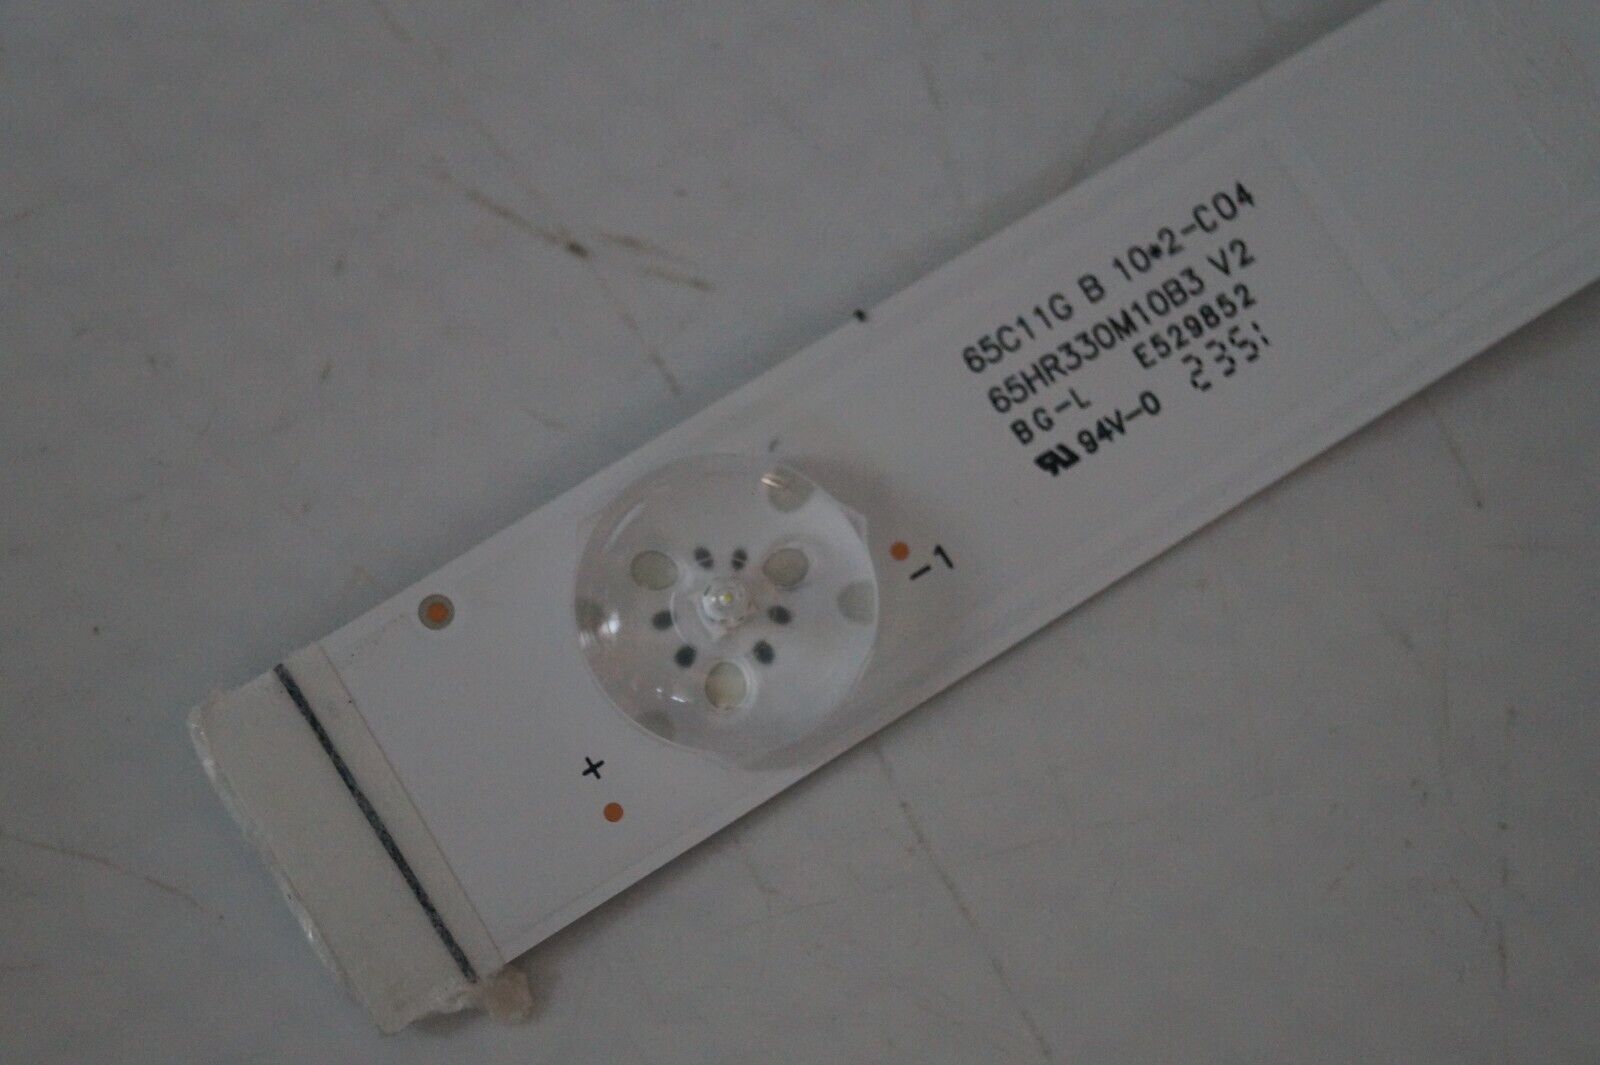 65C11G B 10*2-C04
65HR330M10B3 V2
BG-L E529852
94V-0 2351
-1
+